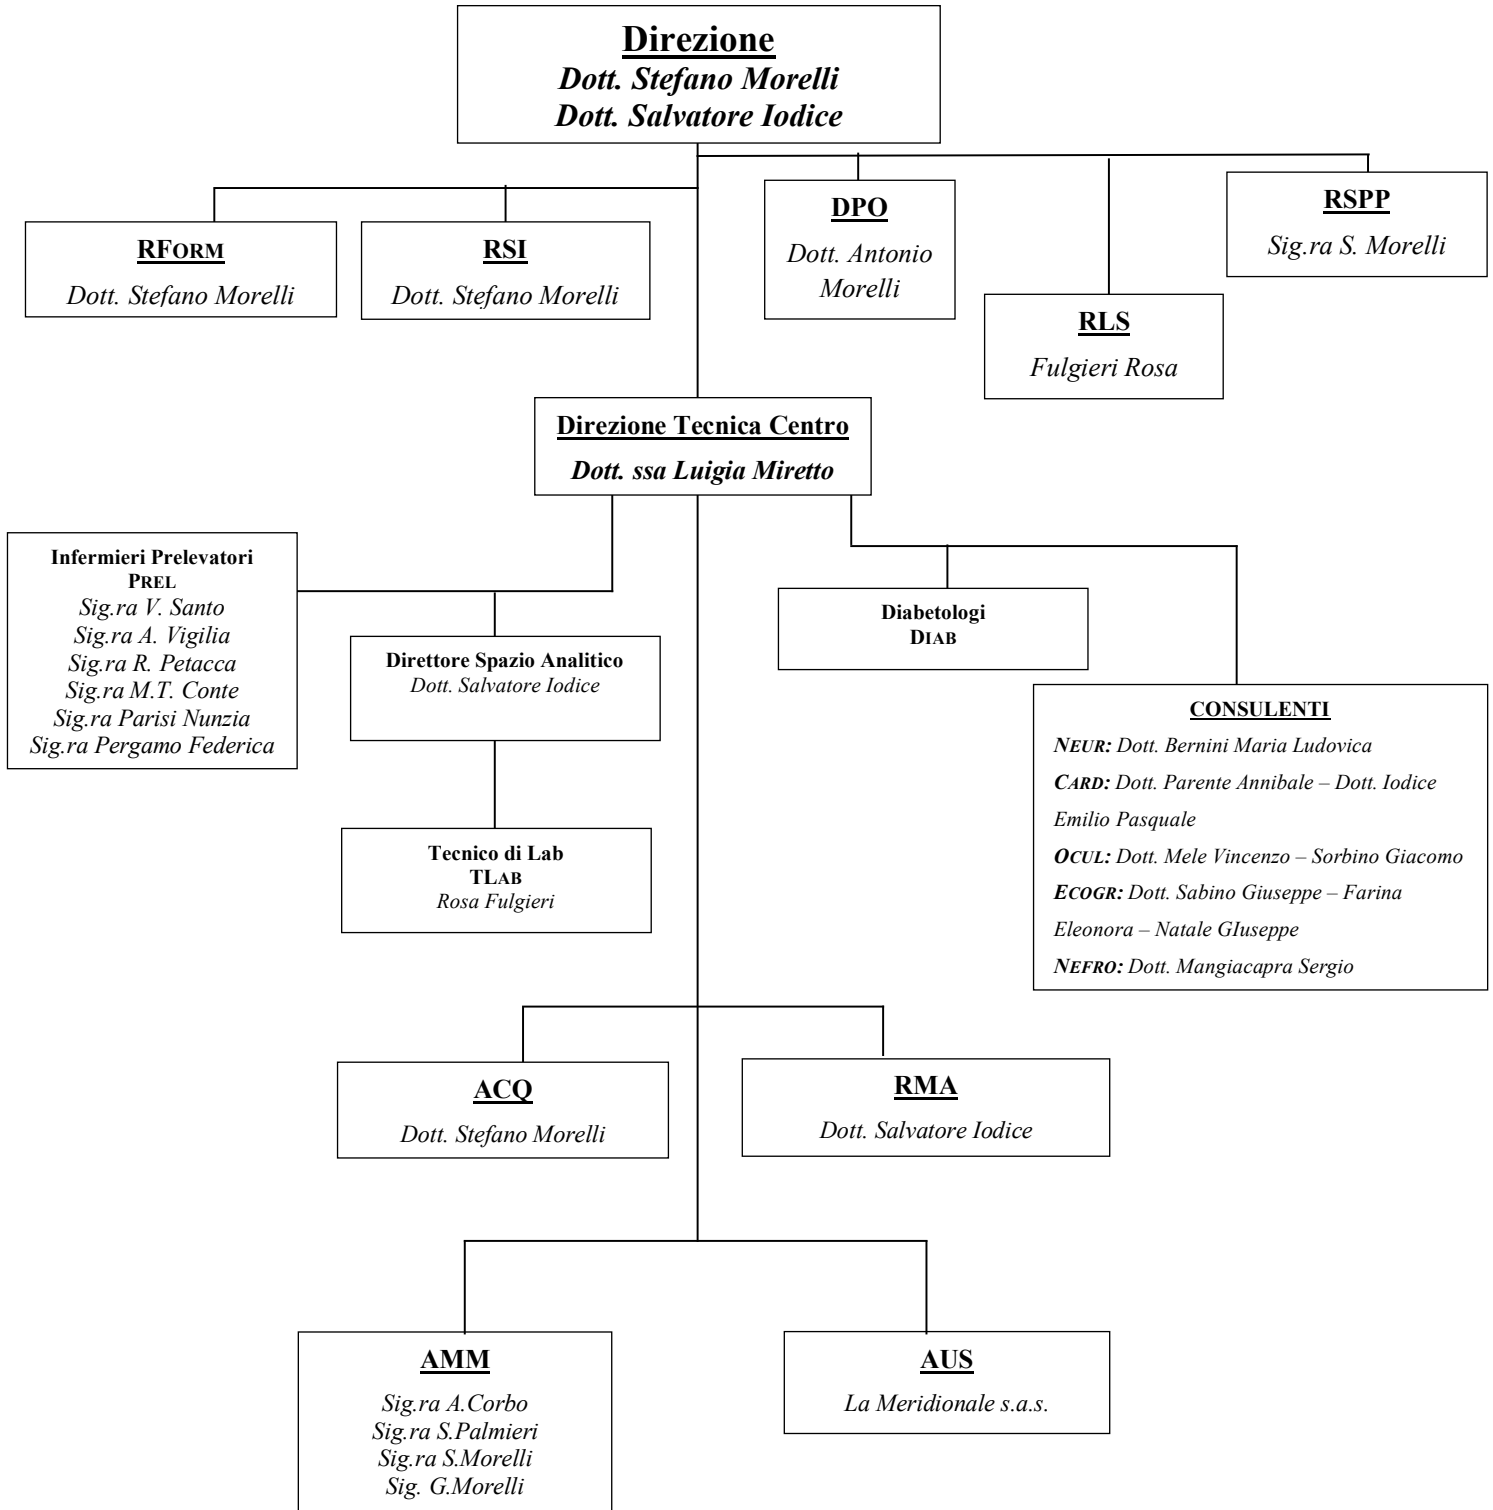 Direzione
Dott. Stefano Morelli
Dott. Salvatore Iodice
RFORM
Dott. Stefano Morelli
RSI
Dott. Stefano Morelli
DPO
Dott. Antonio
Morelli
RLS
Fulgieri Rosa
RSPP
Sig.ra S. Morelli
Direzione Tecnica Centro
Dott. ssa Luigia Miretto
Infermieri Prelevatori
PREL
Sig.ra V. Santo
Sig.ra A. Vigilia
Sig.ra R. Petacca
Sig.ra M.T. Conte
Sig.ra Parisi Nunzia
Sig.ra Pergamo Federica
Direttore Spazio Analitico
Dott. Salvatore Iodice
Tecnico di Lab
TLAB
Rosa Fulgieri
Diabetologi
DIAB
CONSULENTI
NEUR: Dott. Bernini Maria Ludovica
CARD: Dott. Parente Annibale – Dott. Iodice
Emilio Pasquale
OCUL: Dott. Mele Vincenzo – Sorbino Giacomo
ECOGR: Dott. Sabino Giuseppe – Farina
Eleonora – Natale GIuseppe
NEFRO: Dott. Mangiacapra Sergio
ACQ
Dott. Stefano Morelli
RMA
Dott. Salvatore Iodice
AMM
Sig.ra A.Corbo
Sig.ra S.Palmieri
Sig.ra S.Morelli
Sig. G.Morelli
AUS
La Meridionale s.a.s.